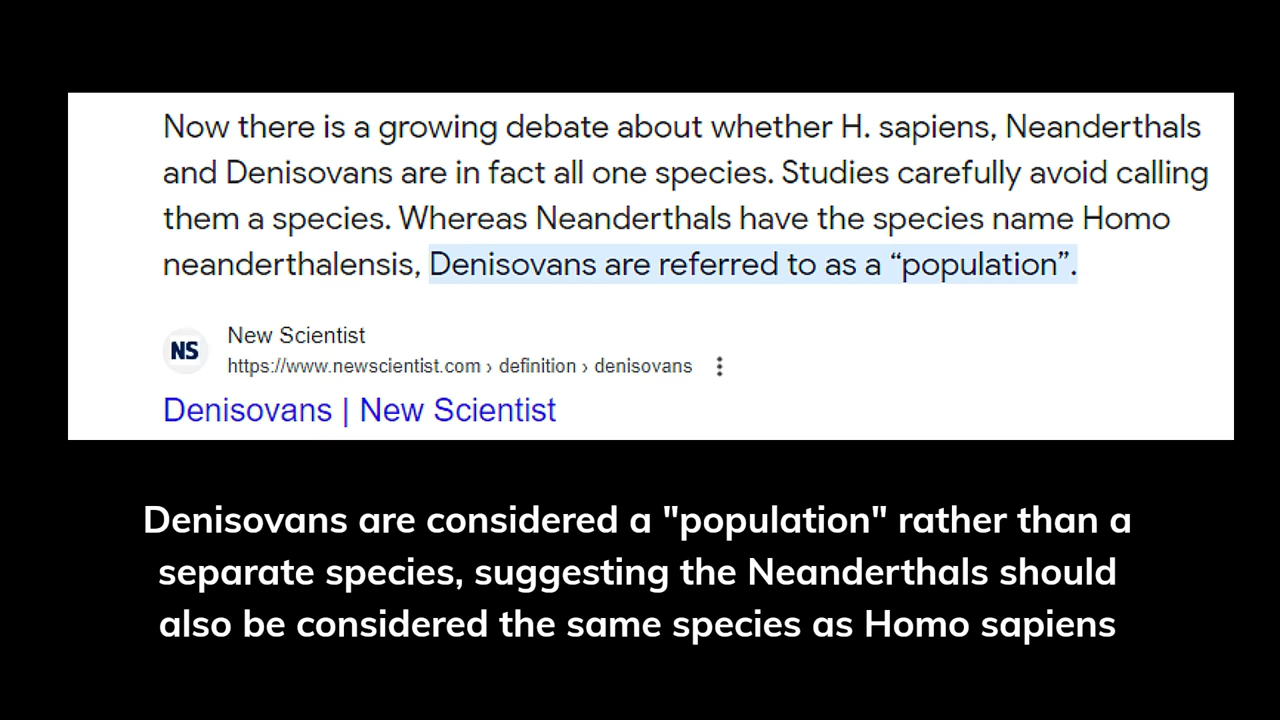 Now there is a growing debate about whether H. sapiens, Neanderthals
and Denisovans are in fact all one species. Studies carefully avoid calling
them a species. Whereas Neanderthals have the species name Homo
neanderthalensis, Denisovans are referred to as a “population”.
NS
New Scientist
https://www.newscientist.com › definition › denisovans
Denisovans | New Scientist
Denisovans are considered a "population" rather than a
separate species, suggesting the Neanderthals should
also be considered the same species as Homo sapiens